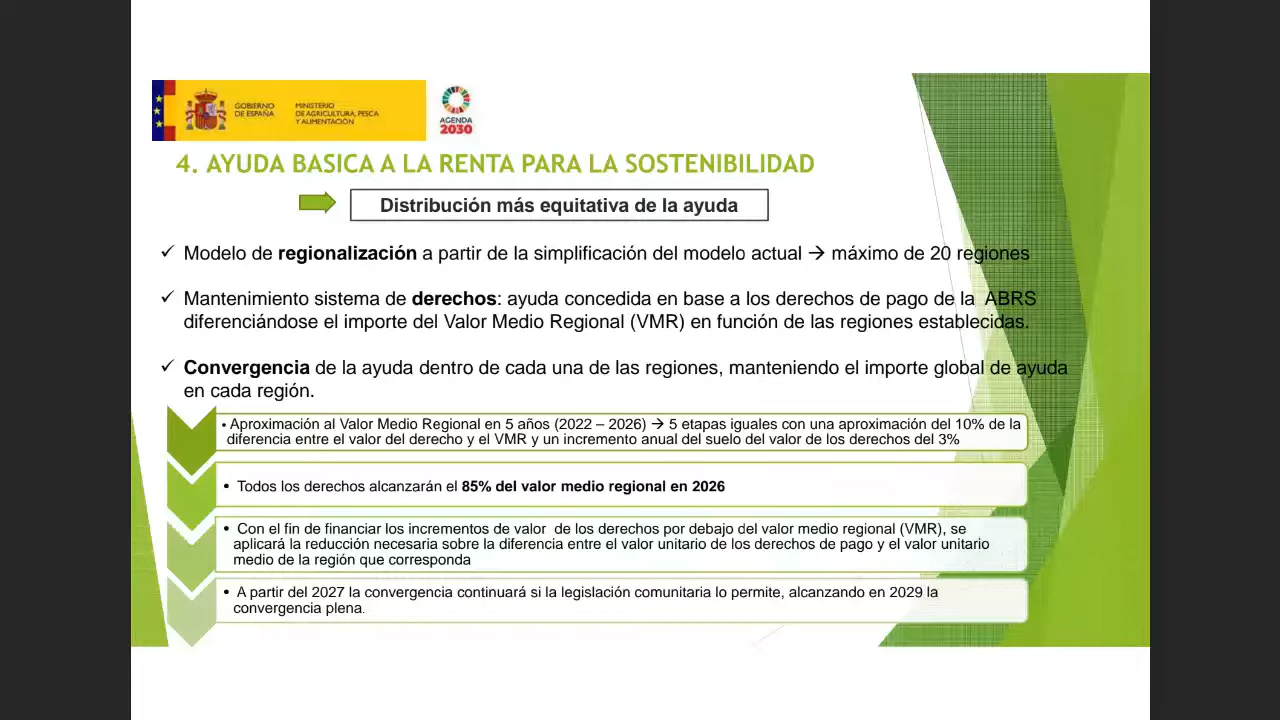 GOBIERNO
DE ESPAÑA
MINISTERIO
DE AGRICULTURA, PESCA
Y ALIMENTACIÓN
AGENDA
2030
4. AYUDA BASICA A LA RENTA PARA LA SOSTENIBILIDAD
Distribución más equitativa de la ayuda
✓ Modelo de regionalización a partir de la simplificación del modelo actual → máximo de 20 regiones
✓ Mantenimiento sistema de derechos: ayuda concedida en base a los derechos de pago de la ABRS
diferenciándose el importe del Valor Medio Regional (VMR) en función de las regiones establecidas.
✓ Convergencia de la ayuda dentro de cada una de las regiones, manteniendo el importe global de ayuda
en cada región.
• Aproximación al Valor Medio Regional en 5 años (2022 – 2026) → 5 etapas iguales con una aproximación del 10% de la
diferencia entre el valor del derecho y el VMR y un incremento anual del suelo del valor de los derechos del 3%
• Todos los derechos alcanzarán el 85% del valor medio regional en 2026
• Con el fin de financiar los incrementos de valor de los derechos por debajo del valor medio regional (VMR), se
aplicará la reducción necesaria sobre la diferencia entre el valor unitario de los derechos de pago y el valor unitario
medio de la región que corresponda
• A partir del 2027 la convergencia continuará si la legislación comunitaria lo permite, alcanzando en 2029 la
convergencia plena.